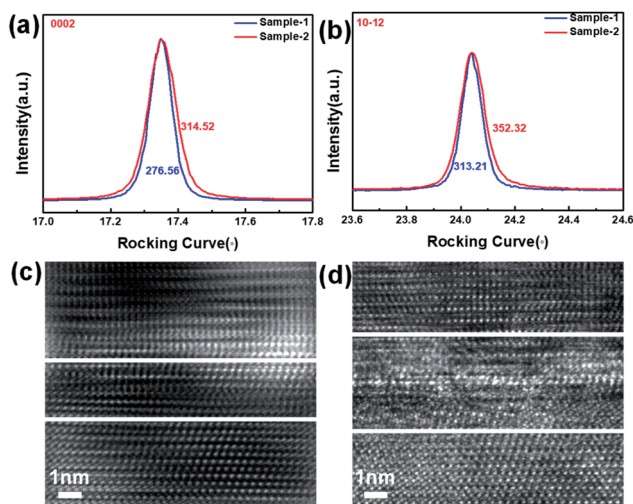 (a)
0002
Sample-1
Sample-2
314.52
276.56
Intensity(a.u.)
17.0 17.2 17.4 17.6 17.8
Rocking Curve(◦)
(b)
10-12
Sample-1
Sample-2
352.32
313.21
Intensity(a.u.)
23.6 23.8 24.0 24.2 24.4 24.6
Rocking Curve(◦)
(c)
1nm
(d)
1nm